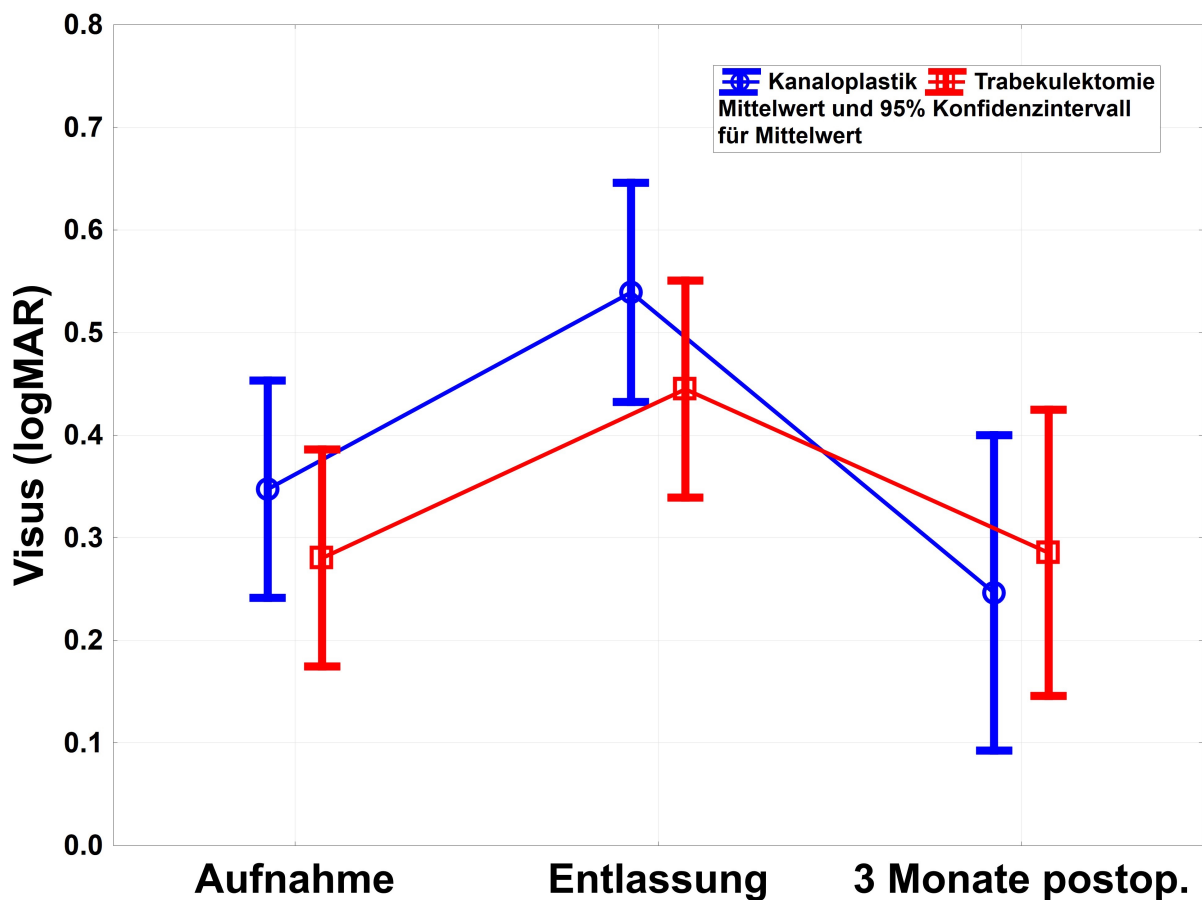 0.8
0.7
0.6
0.5
0.4
0.3
0.2
0.1
0.0
Visus (logMAR)
Kanaloplastik Trabekulektomie
Mittelwert und 95% Konfidenzintervall
für Mittelwert
Aufnahme Entlassung 3 Monate postop.